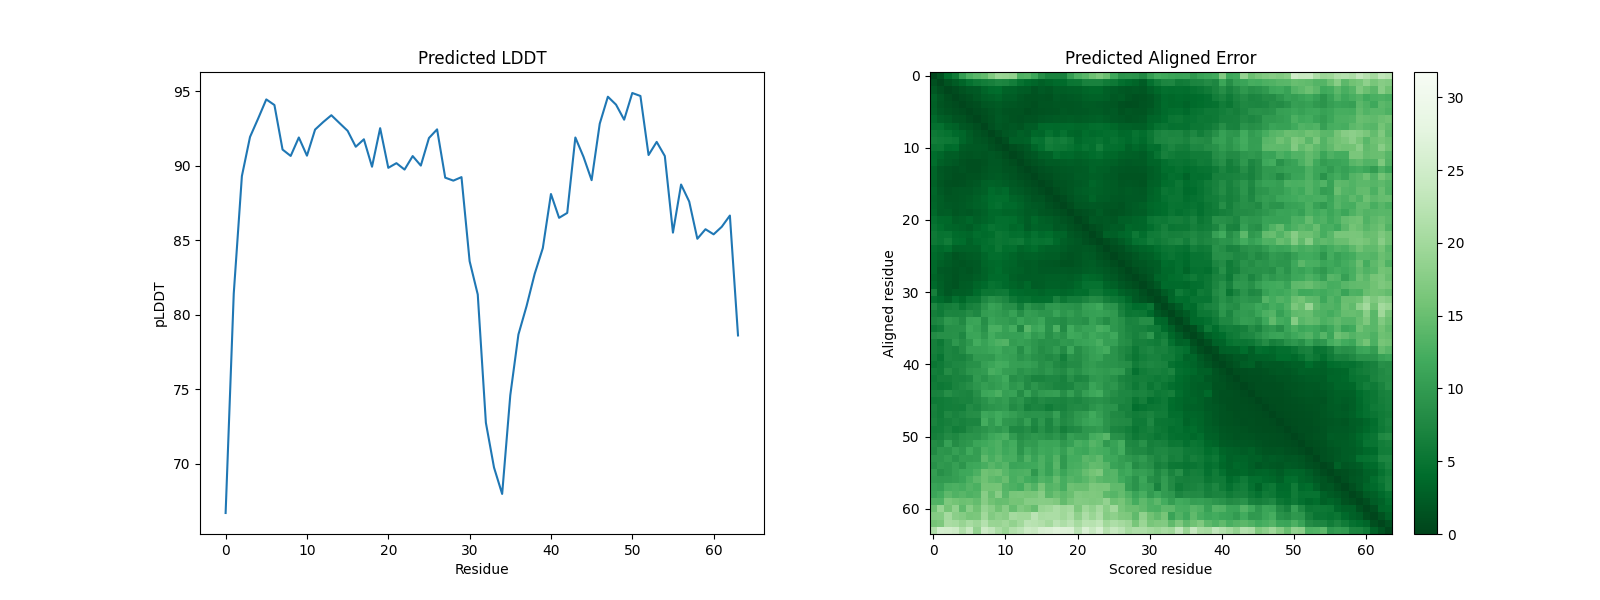 Predicted LDDT
95
90
85
80
75
70
pLDDT
0 10 20 30 40 50 60
Residue
Predicted Aligned Error
0
10
20
30
40
50
60
Aligned residue
0 10 20 30 40 50 60
Scored residue
30
25
20
15
10
5
0